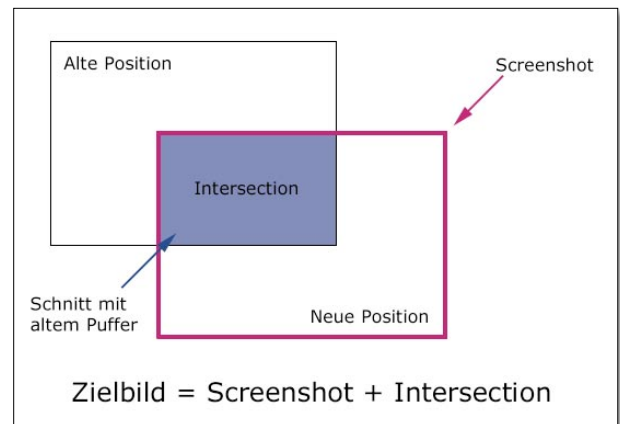 Alte Position
Screenshot
Intersection
Schnitt mit
altem Puffer
Neue Position
Zielbild = Screenshot + Intersection